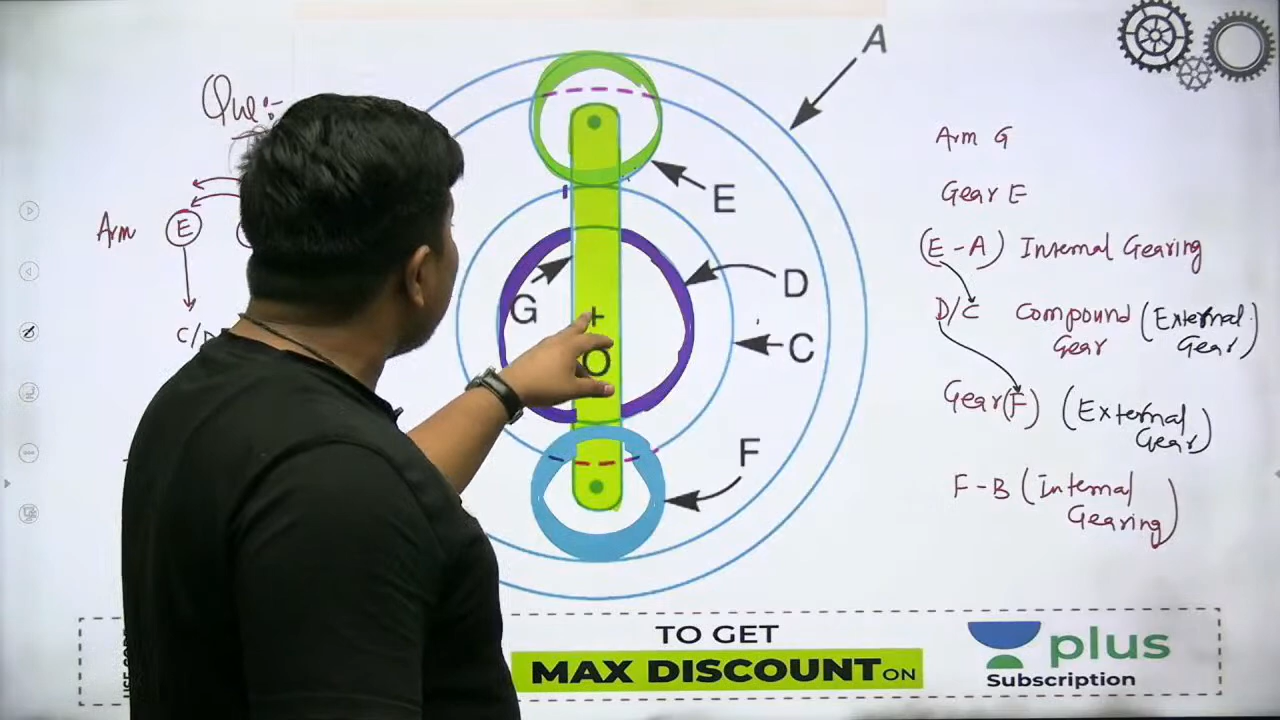 Que:-
A
Arm G
E
Gear E
Arm E
(E - A) Internal Gearing
G
D
D/C Compound Gear (External Gear)
O
C
Gear (F) (External Gear)
F
F - B (Internal Gearing)
TO GET
MAX DISCOUNT ON
plus
Subscription